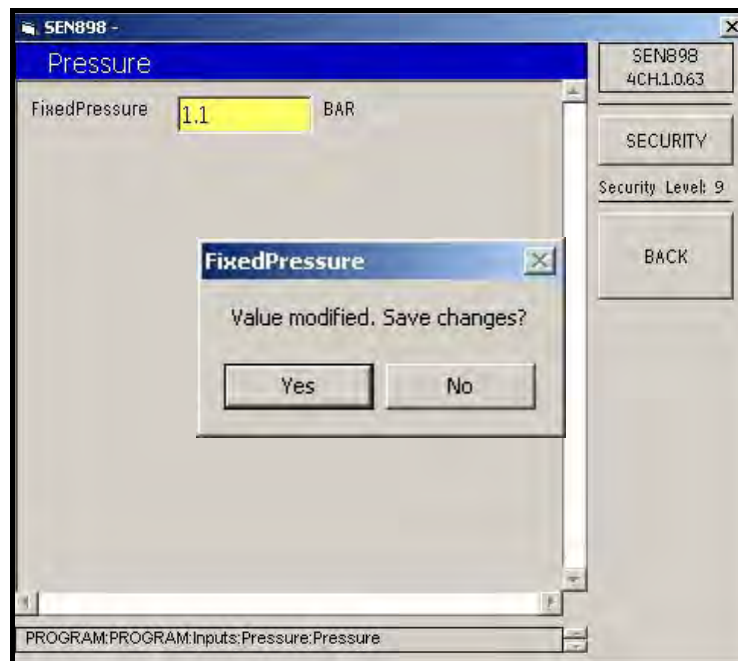 SEN898 -
Pressure
FixedPressure 1.1 BAR
SEN898
4CH.1.0.63
SECURITY
Security Level: 9
BACK
FixedPressure
Value modified. Save changes?
Yes No
PROGRAM:PROGRAM:Inputs:Pressure:Pressure